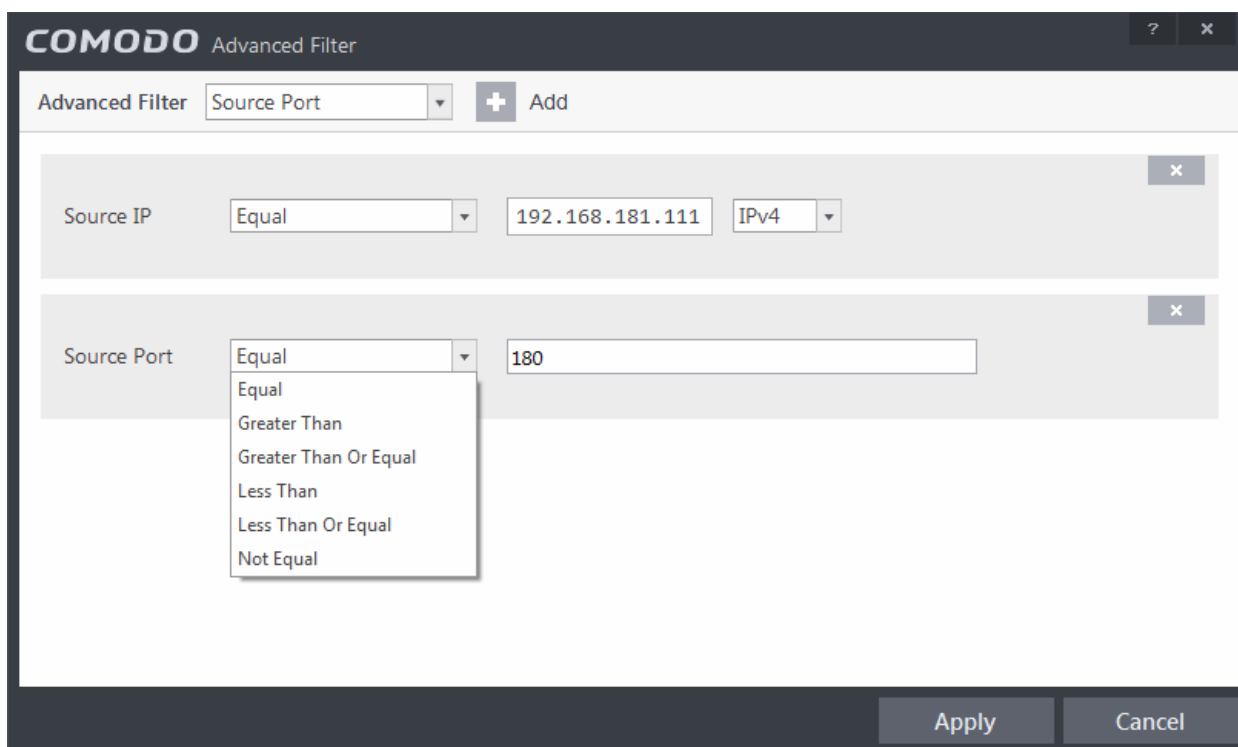 COMODO Advanced Filter ? ×
Advanced Filter Source Port + Add
Source IP Equal 192.168.181.111 IPv4
Source Port Equal 180
Equal
Greater Than
Greater Than Or Equal
Less Than
Less Than Or Equal
Not Equal
Apply Cancel